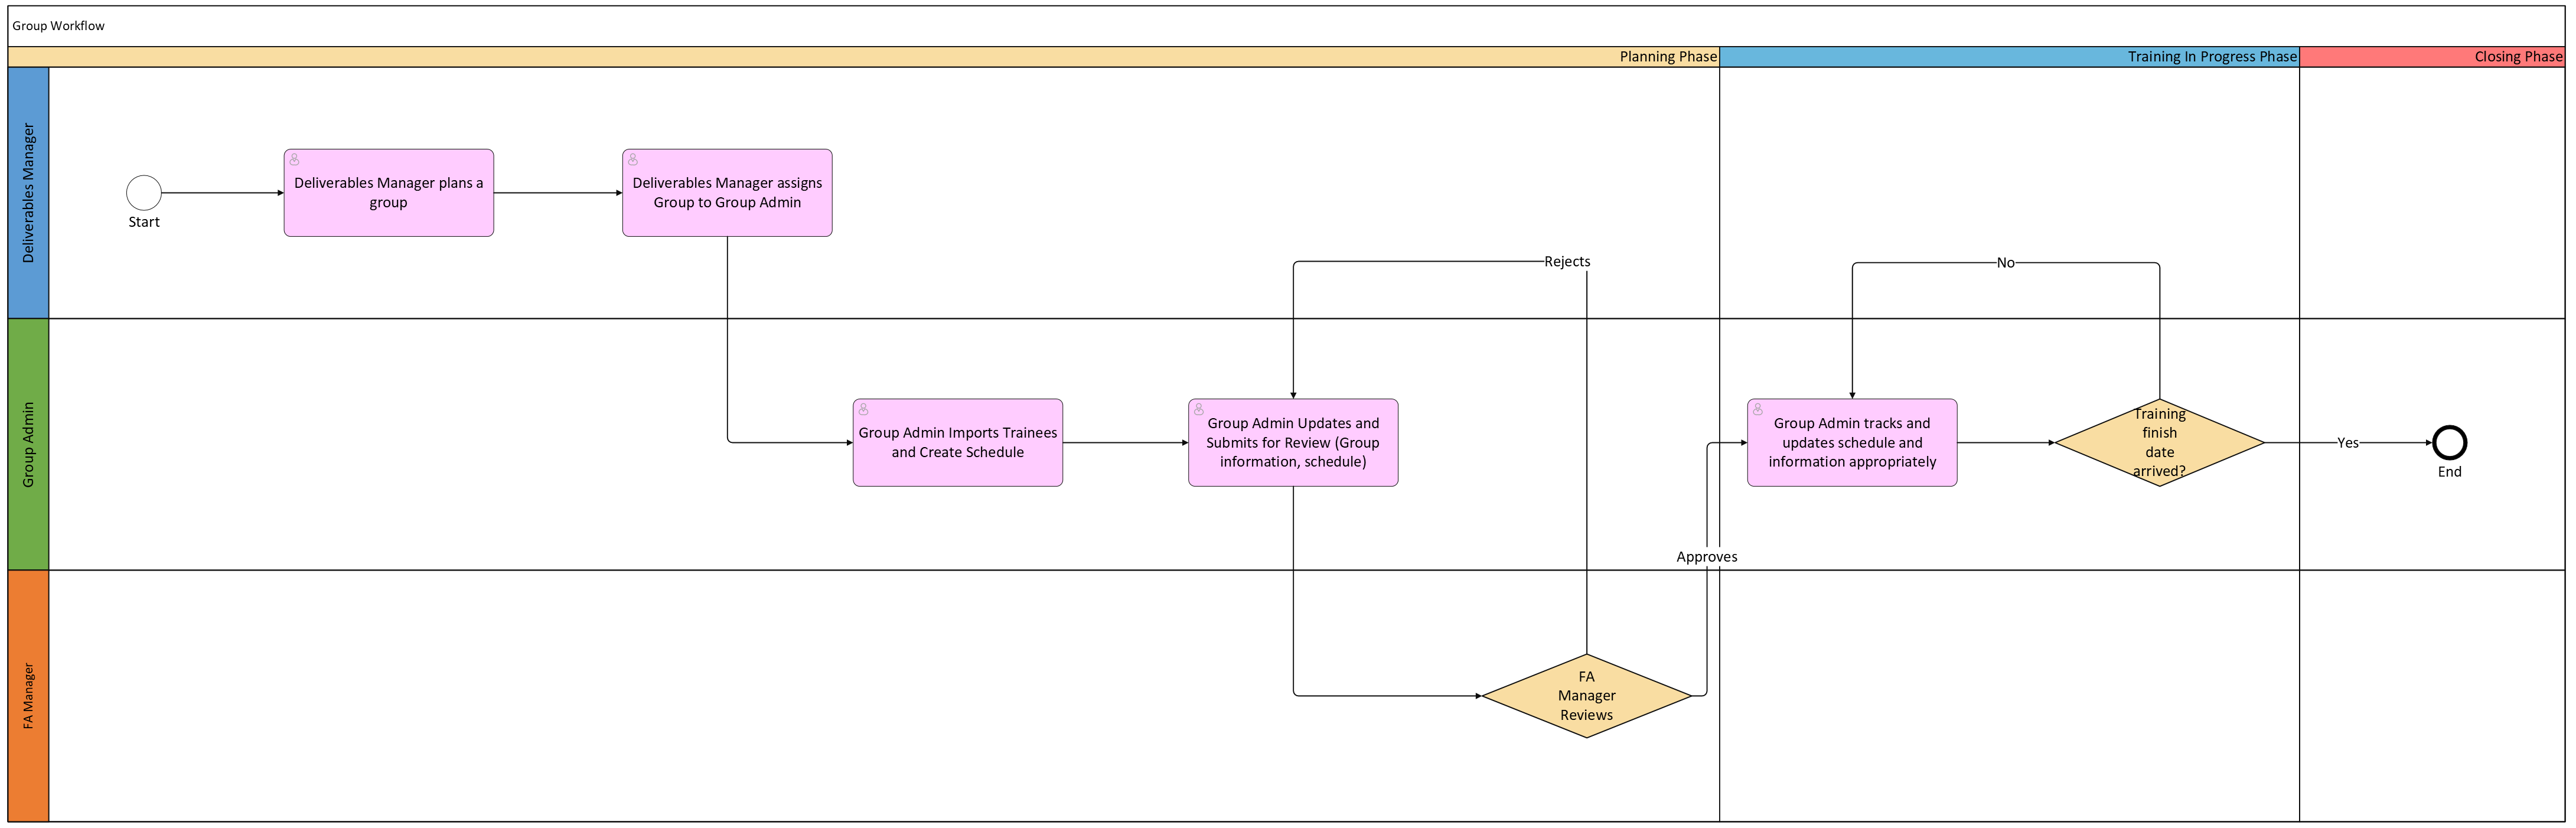 Group Workflow
Planning Phase
Training In Progress Phase
Closing Phase
Deliverables Manager
Start
Deliverables Manager plans a
group
Deliverables Manager assigns
Group to Group Admin
Rejects
No
Group Admin
Group Admin Imports Trainees
and Create Schedule
Group Admin Updates and
Submits for Review (Group
information, schedule)
Group Admin tracks and
updates schedule and
information appropriately
Training
finish
date
arrived?
Yes
End
Approves
FA Manager
FA
Manager
Reviews